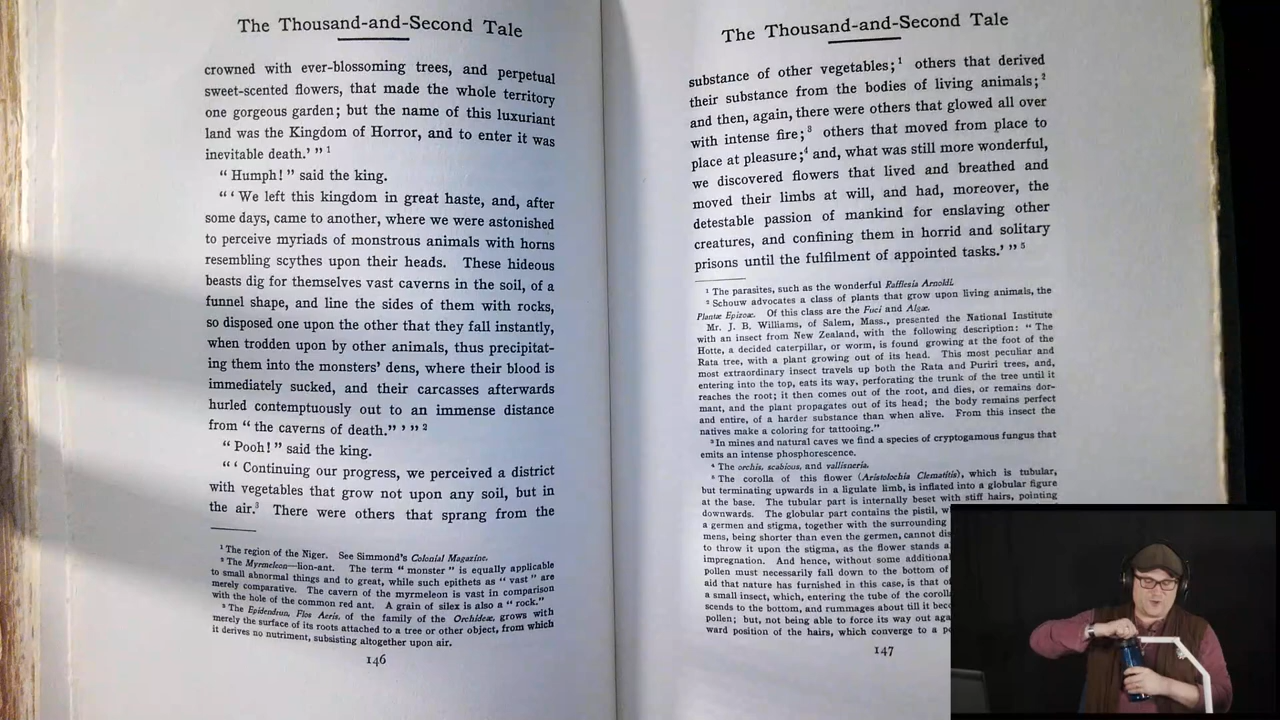 The Thousand-and-Second Tale
crowned with ever-blossoming trees, and perpetual
sweet-scented flowers, that made the whole territory
one gorgeous garden; but the name of this luxuriant
land was the Kingdom of Horror, and to enter it was
inevitable death.’ ” ¹
“ Humph! ” said the king.
“ ‘ We left this kingdom in great haste, and, after
some days, came to another, where we were astonished
to perceive myriads of monstrous animals with horns
resembling scythes upon their heads. These hideous
beasts dig for themselves vast caverns in the soil, of a
funnel shape, and line the sides of them with rocks,
so disposed one upon the other that they fall instantly,
when trodden upon by other animals, thus precipitat-
ing them into the monsters’ dens, where their blood is
immediately sucked, and their carcasses afterwards
hurled contemptuously out to an immense distance
from “ the caverns of death.” ’ ” ²
“ Pooh! ” said the king.
“ ‘ Continuing our progress, we perceived a district
with vegetables that grow not upon any soil, but in
the air.³ There were others that sprang from the
¹ The region of the Niger. See Simmond’s Colonial Magazine.
² The Myrmeleon—lion-ant. The term “ monster ” is equally applicable
to small abnormal things and to great, while such epithets as “ vast ” are
merely comparative. The cavern of the myrmeleon is vast in comparison
with the hole of the common red ant. A grain of silex is also a “ rock.”
³ The Epidendrun, Flos Aeris, of the family of the Orchideæ, grows with
merely the surface of its roots attached to a tree or other object, from which
it derives no nutriment, subsisting altogether upon air.
146
The Thousand-and-Second Tale
substance of other vegetables; ¹ others that derived
their substance from the bodies of living animals; ²
and then, again, there were others that glowed all over
with intense fire; ³ others that moved from place to
place at pleasure; ⁴ and, what was still more wonderful,
we discovered flowers that lived and breathed and
moved their limbs at will, and had, moreover, the
detestable passion of mankind for enslaving other
creatures, and confining them in horrid and solitary
prisons until the fulfilment of appointed tasks.’ ” ⁵
¹ The parasites, such as the wonderful Rafflesia Arnoldi.
² Schouw advocates a class of plants that grow upon living animals, the
Plantæ Epizoæ. Of this class are the Fuci and Algæ.
Mr. J. B. Williams, of Salem, Mass., presented the National Institute
with an insect from New Zealand, with the following description: “ The
Hotte, a decided caterpillar, or worm, is found growing at the foot of the
Rata tree, with a plant growing out of its head. This most peculiar and
most extraordinary insect travels up both the Rata and Puriri trees, and,
entering into the top, eats its way, perforating the trunk of the tree until it
reaches the root; it then comes out of the root, and dies, or remains dor-
mant, and the plant propagates out of its head; the body remains perfect
and entire, of a harder substance than when alive. From this insect the
natives make a coloring for tattooing.”
³ In mines and natural caves we find a species of cryptogamous fungus that
emits an intense phosphorescence.
⁴ The orchis, scabious, and vallisneria.
⁵ The corolla of this flower (Aristolochia Clematitis), which is tubular,
but terminating upwards in a ligulate limb, is inflated into a globular figure
at the base. The tubular part is internally beset with stiff hairs, pointing
downwards. The globular part contains the pistil,
a germen and stigma, together with the surrounding
mens, being shorter than even the germen, cannot
to throw it upon the stigma, as the flower stands
impregnation. And hence, without some additional
pollen must necessarily fall down to the bottom of
aid that nature has furnished in this case, is that
a small insect, which, entering the tube of the
scends to the bottom, and rummages about till it
pollen; but, not being able to force its way out
ward position of the hairs, which converge to a
147